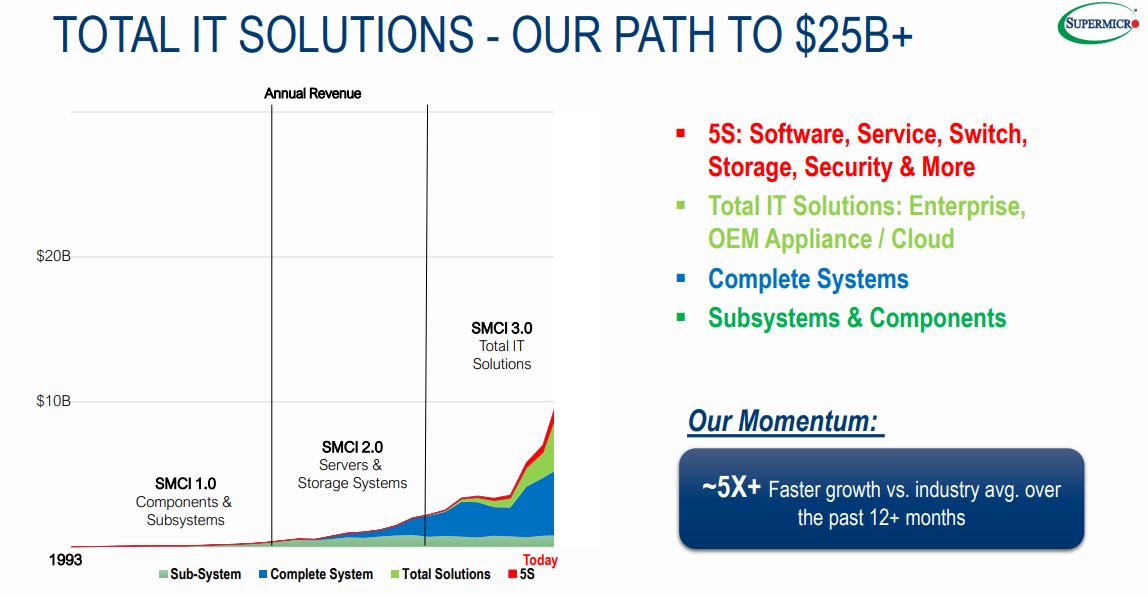 TOTAL IT SOLUTIONS - OUR PATH TO $25B+
SUPERMICRO
Annual Revenue
$20B
$10B
SMCI 3.0
Total IT
Solutions
SMCI 2.0
Servers &
Storage Systems
SMCI 1.0
Components &
Subsystems
1993
Today
Sub-System
Complete System
Total Solutions
5S
5S: Software, Service, Switch,
Storage, Security & More
Total IT Solutions: Enterprise,
OEM Appliance / Cloud
Complete Systems
Subsystems & Components
Our Momentum:
~5X+ Faster growth vs. industry avg. over
the past 12+ months